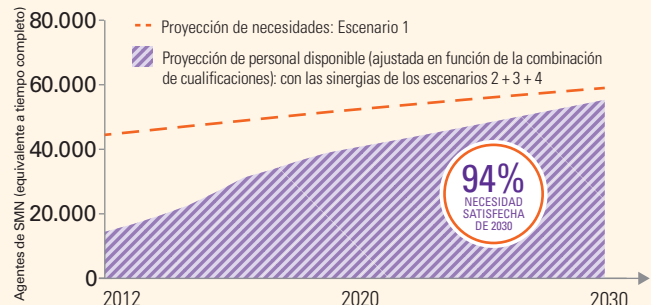 Agentes de SMN (equivalente a tiempo completo)
80.000
60.000
40.000
20.000
0
Proyección de necesidades: Escenario 1
Proyección de personal disponible (ajustada en función de la combinación
de cualificaciones): con las sinergias de los escenarios 2 + 3 + 4
94%
NECESIDAD
SATISFECHA
DE 2030
2012
2020
2030